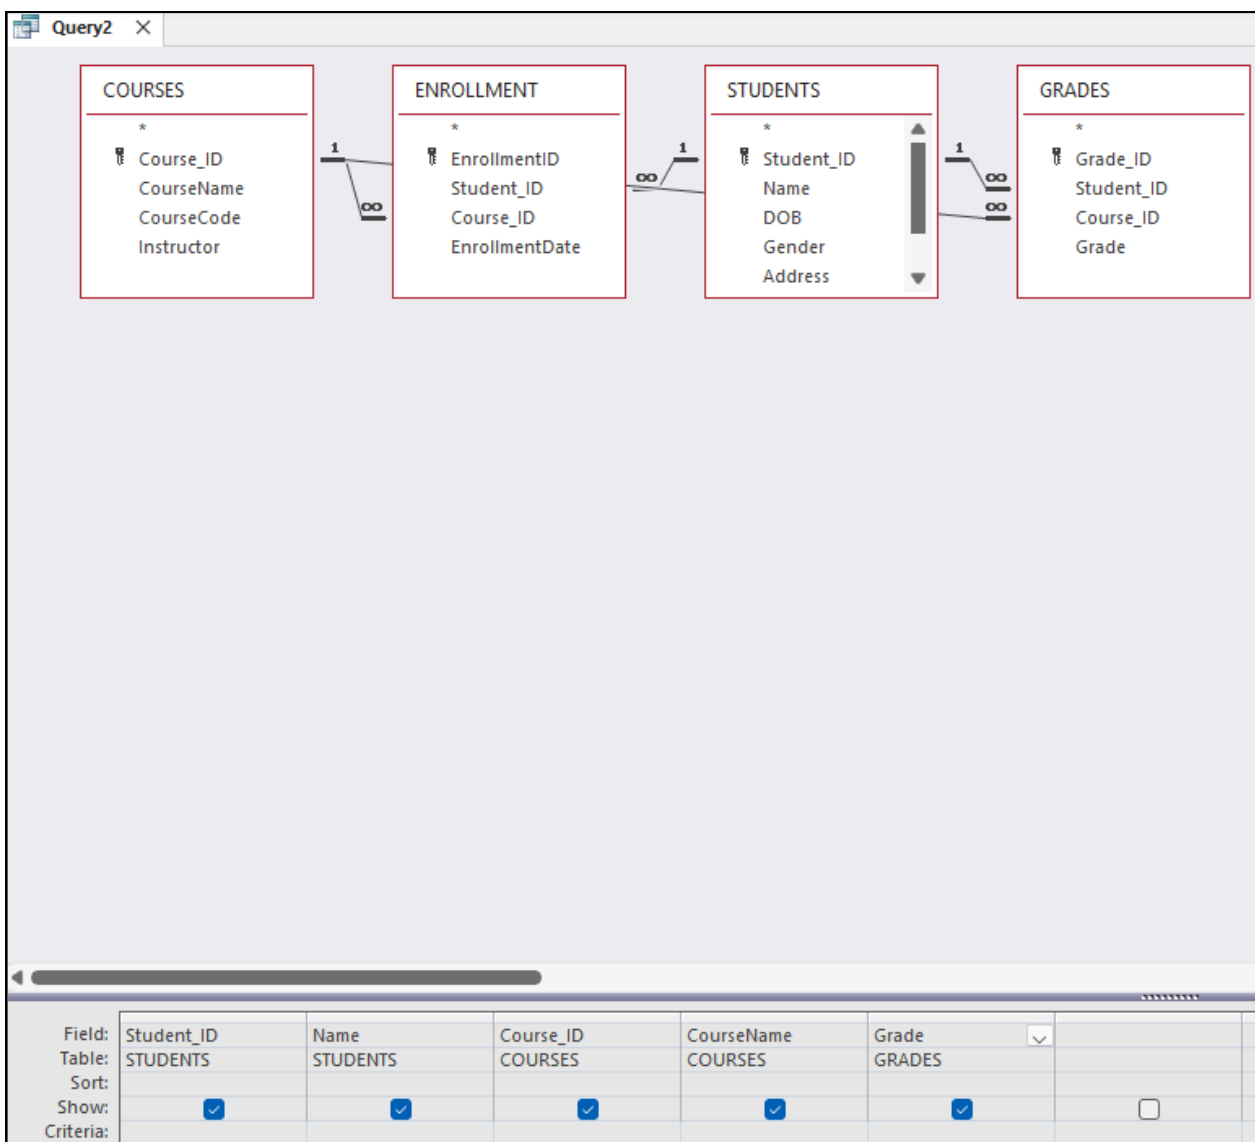 Query2
COURSES
*
Course_ID
CourseName
CourseCode
Instructor
ENROLLMENT
*
EnrollmentID
Student_ID
Course_ID
EnrollmentDate
STUDENTS
*
Student_ID
Name
DOB
Gender
Address
GRADES
*
Grade_ID
Student_ID
Course_ID
Grade
1
∞
∞
1
1
∞
∞
Field: Student_ID Name Course_ID CourseName Grade
Table: STUDENTS STUDENTS COURSES COURSES GRADES
Sort:
Show:
Criteria: